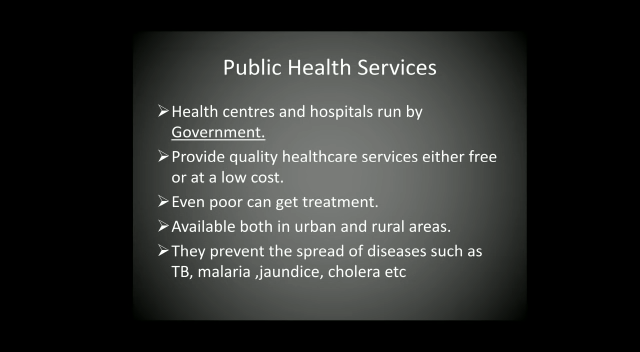 Public Health Services
➢Health centres and hospitals run by
Government.
➢Provide quality healthcare services either free
or at a low cost.
➢Even poor can get treatment.
➢Available both in urban and rural areas.
➢They prevent the spread of diseases such as
TB, malaria ,jaundice, cholera etc